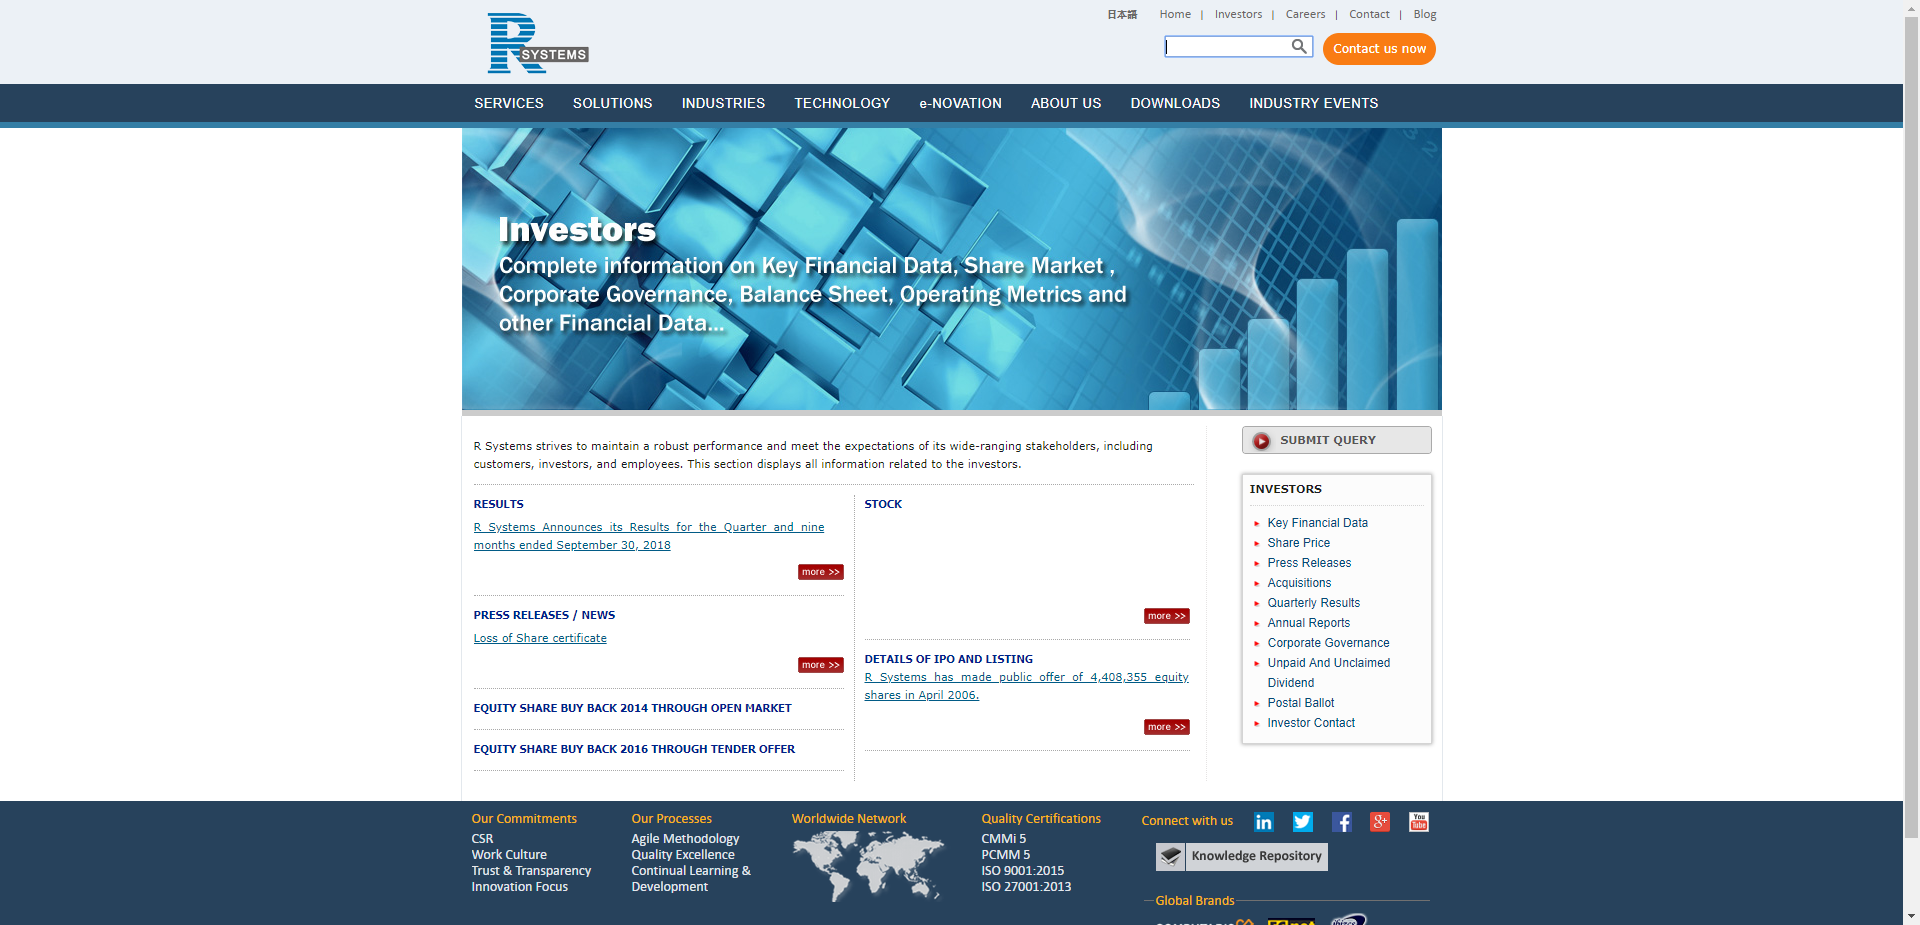 R SYSTEMS
日本語 Home | Investors | Careers | Contact | Blog
Contact us now
SERVICES SOLUTIONS INDUSTRIES TECHNOLOGY e-NOVATION ABOUT US DOWNLOADS INDUSTRY EVENTS
Investors
Complete information on Key Financial Data, Share Market ,
Corporate Governance, Balance Sheet, Operating Metrics and
other Financial Data...
R Systems strives to maintain a robust performance and meet the expectations of its wide-ranging stakeholders, including
customers, investors, and employees. This section displays all information related to the investors.
RESULTS
R Systems Announces its Results for the Quarter and nine
months ended September 30, 2018
more >>
PRESS RELEASES / NEWS
Loss of Share certificate
more >>
EQUITY SHARE BUY BACK 2014 THROUGH OPEN MARKET
EQUITY SHARE BUY BACK 2016 THROUGH TENDER OFFER
STOCK
more >>
DETAILS OF IPO AND LISTING
R Systems has made public offer of 4,408,355 equity
shares in April 2006.
more >>
SUBMIT QUERY
INVESTORS
Key Financial Data
Share Price
Press Releases
Acquisitions
Quarterly Results
Annual Reports
Corporate Governance
Unpaid And Unclaimed
Dividend
Postal Ballot
Investor Contact
Our Commitments
CSR
Work Culture
Trust & Transparency
Innovation Focus
Our Processes
Agile Methodology
Quality Excellence
Continual Learning &
Development
Worldwide Network
Quality Certifications
CMMi 5
PCMM 5
ISO 9001:2015
ISO 27001:2013
Connect with us
in
f
g+
You
Tube
Knowledge Repository
Global Brands